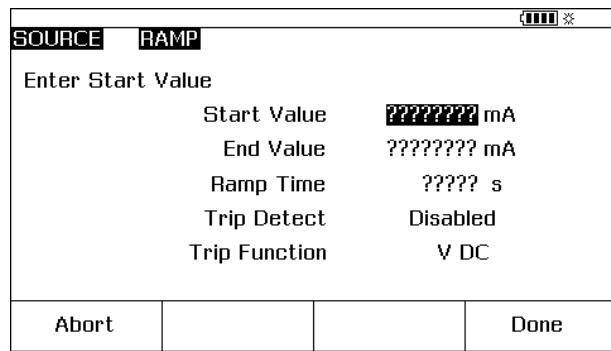 SOURCE RAMP
Enter Start Value
Start Value ???????? mA
End Value ???????? mA
Ramp Time ????? s
Trip Detect Disabled
Trip Function V DC
Abort Done